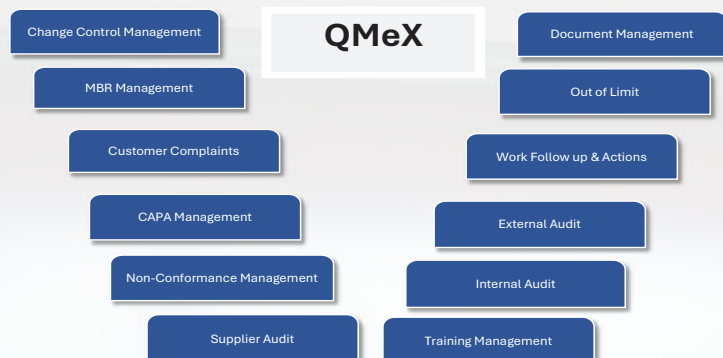 QMeX
Change Control Management
MBR Management
Customer Complaints
CAPA Management
Non-Conformance Management
Supplier Audit
Document Management
Out of Limit
Work Follow up & Actions
External Audit
Internal Audit
Training Management